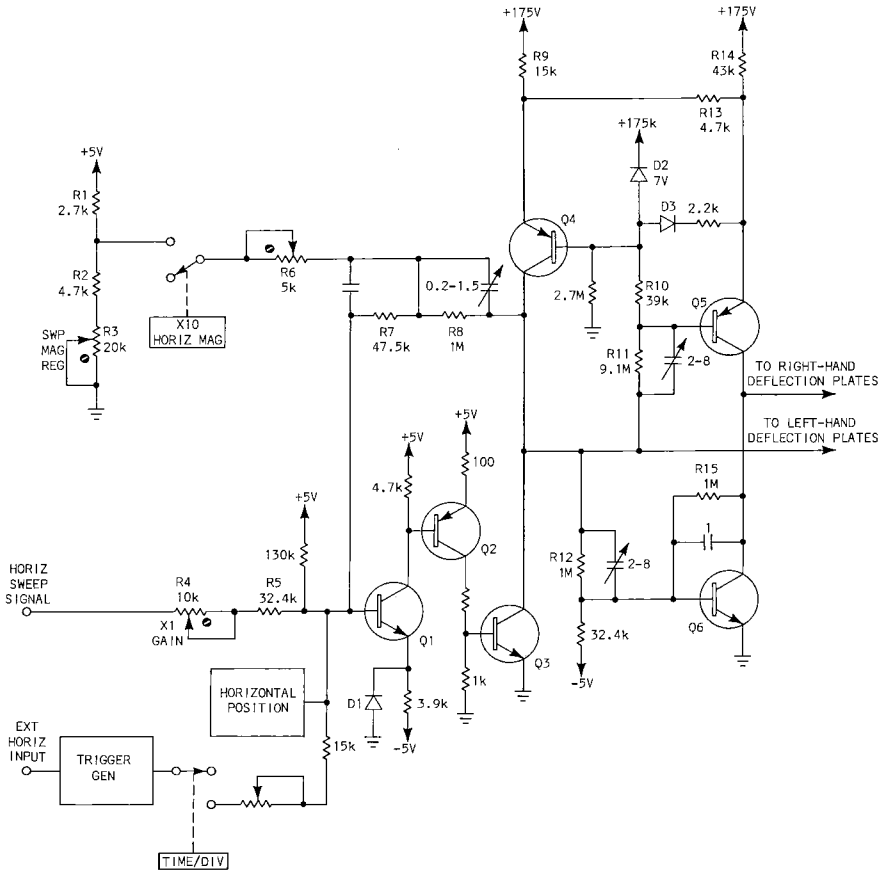 +175V
+175V
R9
15k
R14
43k
R13
4.7k
+175k
D2
7V
+5V
R1
2.7k
Q4
D3
2.2k
R2
4.7k
R6
5k
0.2-1.5
2.7M
R10
39k
Q5
SWP
MAG
REG
R3
20k
X10
HORIZ MAG
R7
47.5k
R8
1M
R11
9.1M
2-8
TO RIGHT-HAND
DEFLECTION PLATES
TO LEFT-HAND
DEFLECTION PLATES
+5V
+5V
100
4.7k
R15
1M
+5V
130k
Q2
R12
1M
2-8
1
HORIZ
SWEEP
SIGNAL
R4
10k
R5
32.4k
X1
GAIN
Q1
Q3
Q6
32.4k
-5V
HORIZONTAL
POSITION
D1
3.9k
1k
-5V
EXT
HORIZ
INPUT
TRIGGER
GEN
15k
TIME/DIV